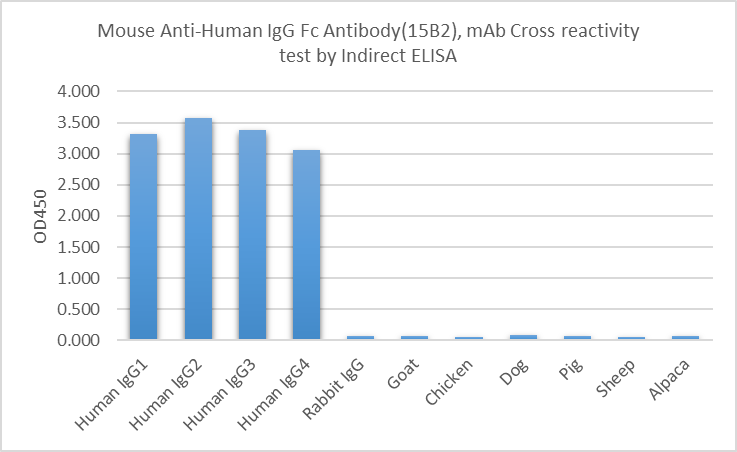 Mouse Anti-Human IgG Fc Antibody(15B2), mAb Cross reactivity
test by Indirect ELISA
4.000
3.500
3.000
2.500
2.000
1.500
1.000
0.500
0.000
OD450
Human IgG1
Human IgG2
Human IgG3
Human IgG4
Rabbit IgG
Goat
Chicken
Dog
Pig
Sheep
Alpaca